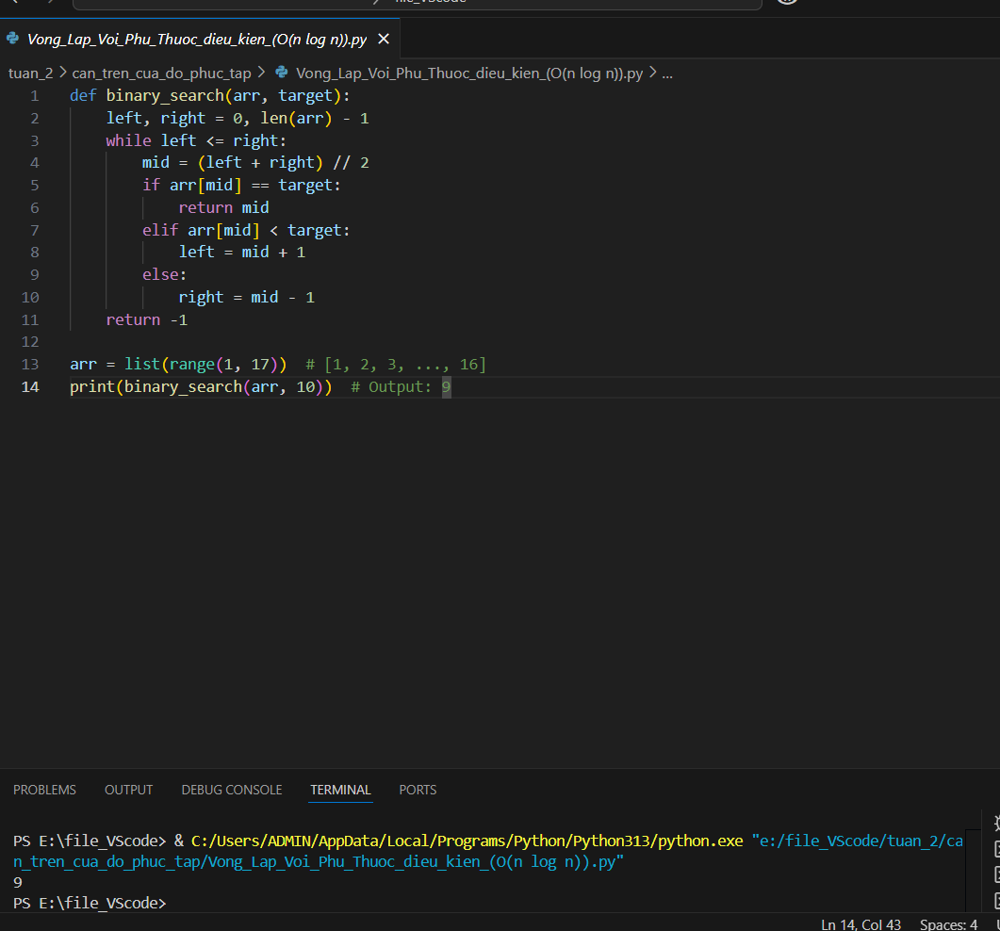 Vong_Lap_Voi_Phu_Thuoc_dieu_kien_(O(n log n)).py
tuan_2 > can_tren_cua_do_phuc_tap > Vong_Lap_Voi_Phu_Thuoc_dieu_kien_(O(n log n)).py > ...
1 def binary_search(arr, target):
2     left, right = 0, len(arr) - 1
3     while left <= right:
4         mid = (left + right) // 2
5         if arr[mid] == target:
6             return mid
7         elif arr[mid] < target:
8             left = mid + 1
9         else:
10             right = mid - 1
11     return -1
12
13 arr = list(range(1, 17))  # [1, 2, 3, ..., 16]
14 print(binary_search(arr, 10))  # Output: 9
PROBLEMS OUTPUT DEBUG CONSOLE TERMINAL PORTS
PS E:\file_VScode> & C:/Users/ADMIN/AppData/Local/Programs/Python/Python313/python.exe "e:/file_VScode/tuan_2/ca
n_tren_cua_do_phuc_tap/Vong_Lap_Voi_Phu_Thuoc_dieu_kien_(O(n log n)).py"
9
PS E:\file_VScode>
Ln 14, Col 43 Spaces: 4